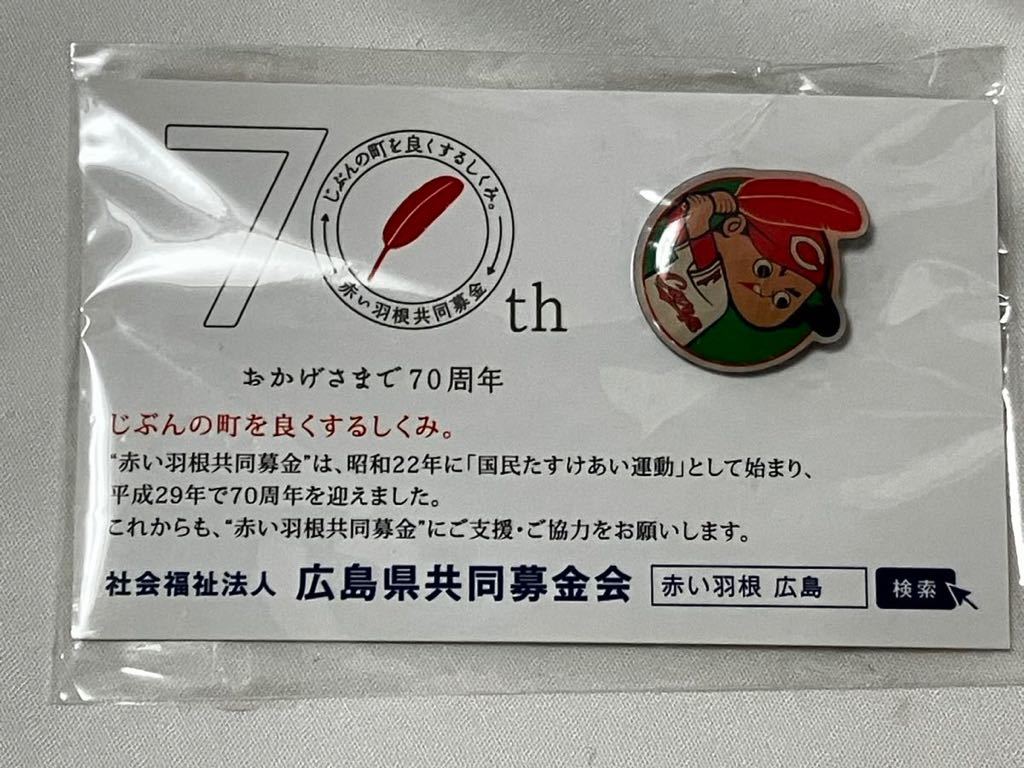 70th
じぶんの町を良くするしくみ。
赤い羽根共同募金
おかげさまで70周年
じぶんの町を良くするしくみ。
“赤い羽根共同募金”は、昭和22年に「国民たすけあい運動」として始まり、
平成29年で70周年を迎えました。
これからも、“赤い羽根共同募金”にご支援・ご協力をお願いします。
社会福祉法人 広島県共同募金会 赤い羽根 広島 検索
C
Carp